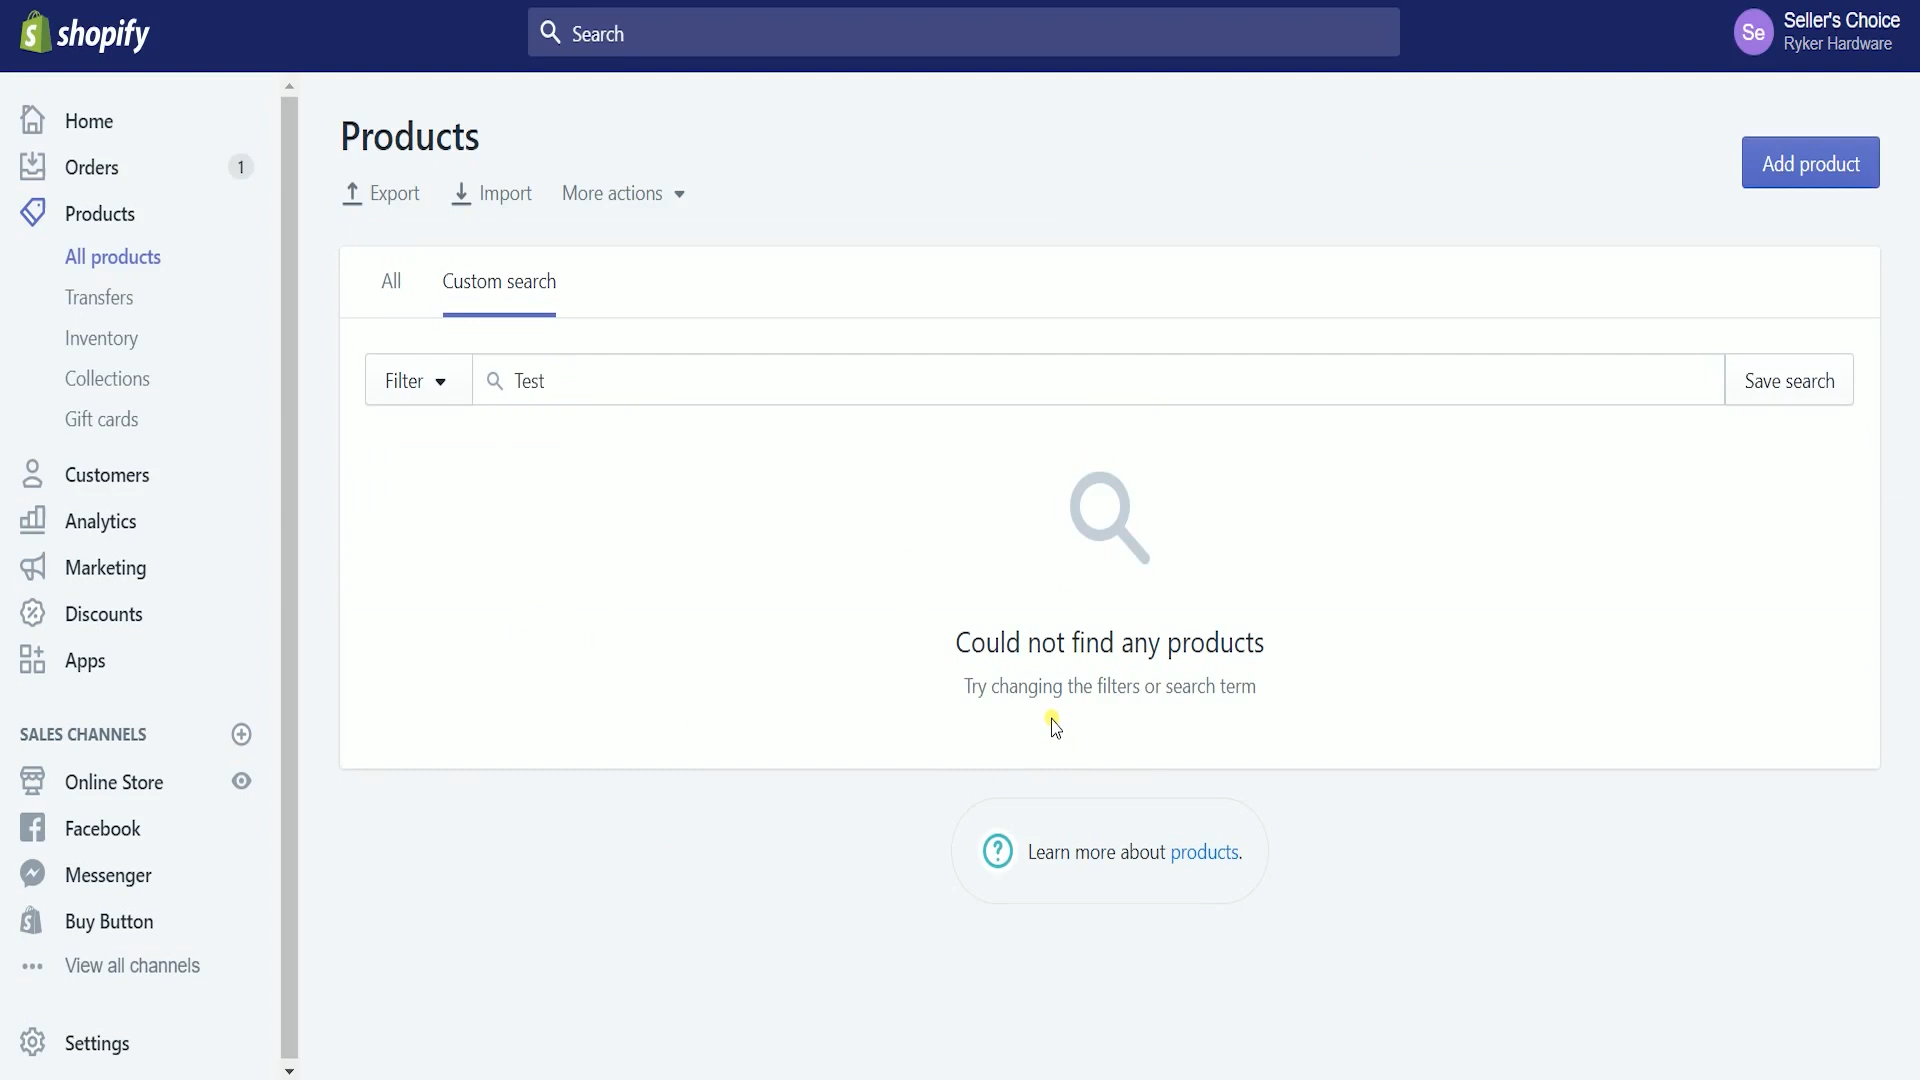 shopify
Search
Se
Seller's Choice
Ryker Hardware
Home
Orders
1
Products
All products
Transfers
Inventory
Collections
Gift cards
Customers
Analytics
Marketing
Discounts
Apps
SALES CHANNELS
Online Store
Facebook
Messenger
Buy Button
View all channels
Settings
Products
Export
Import
More actions
Add product
All
Custom search
Filter
Test
Save search
Could not find any products
Try changing the filters or search term
Learn more about products.